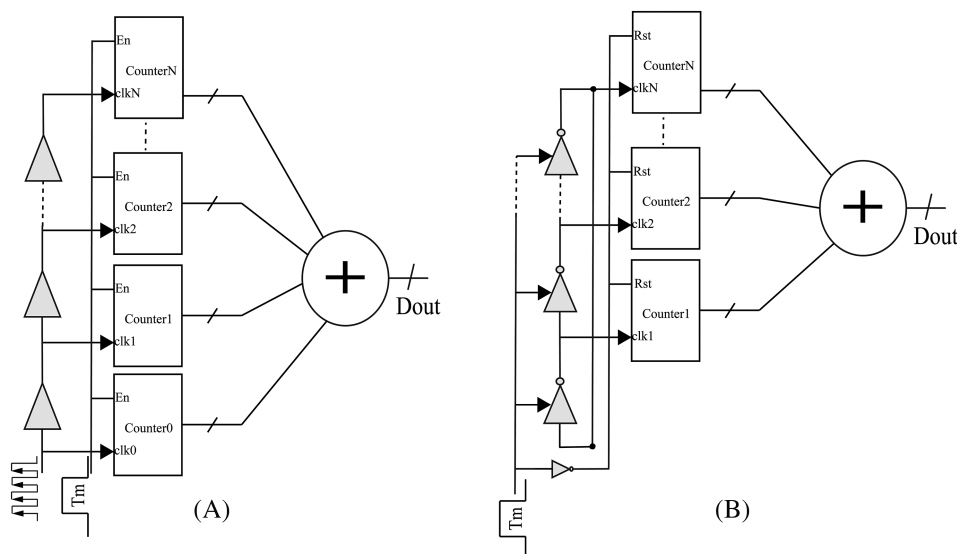 En
CounterN
clkN
En
Counter2
clk2
En
Counter1
clk1
En
Counter0
clk0
Tm
+
Dout
(A)
Rst
CounterN
clkN
Rst
Counter2
clk2
Rst
Counter1
clk1
Tm
+
Dout
(B)